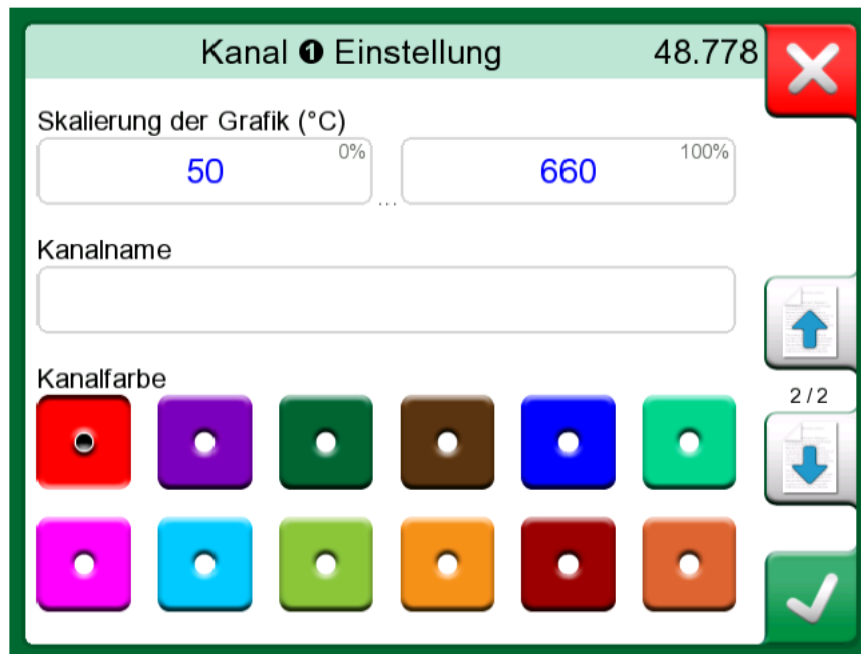 Kanal ❶ Einstellung 48.778
Skalierung der Grafik (°C)
50 0% ... 660 100%
Kanalname
Kanalfarbe
2 / 2